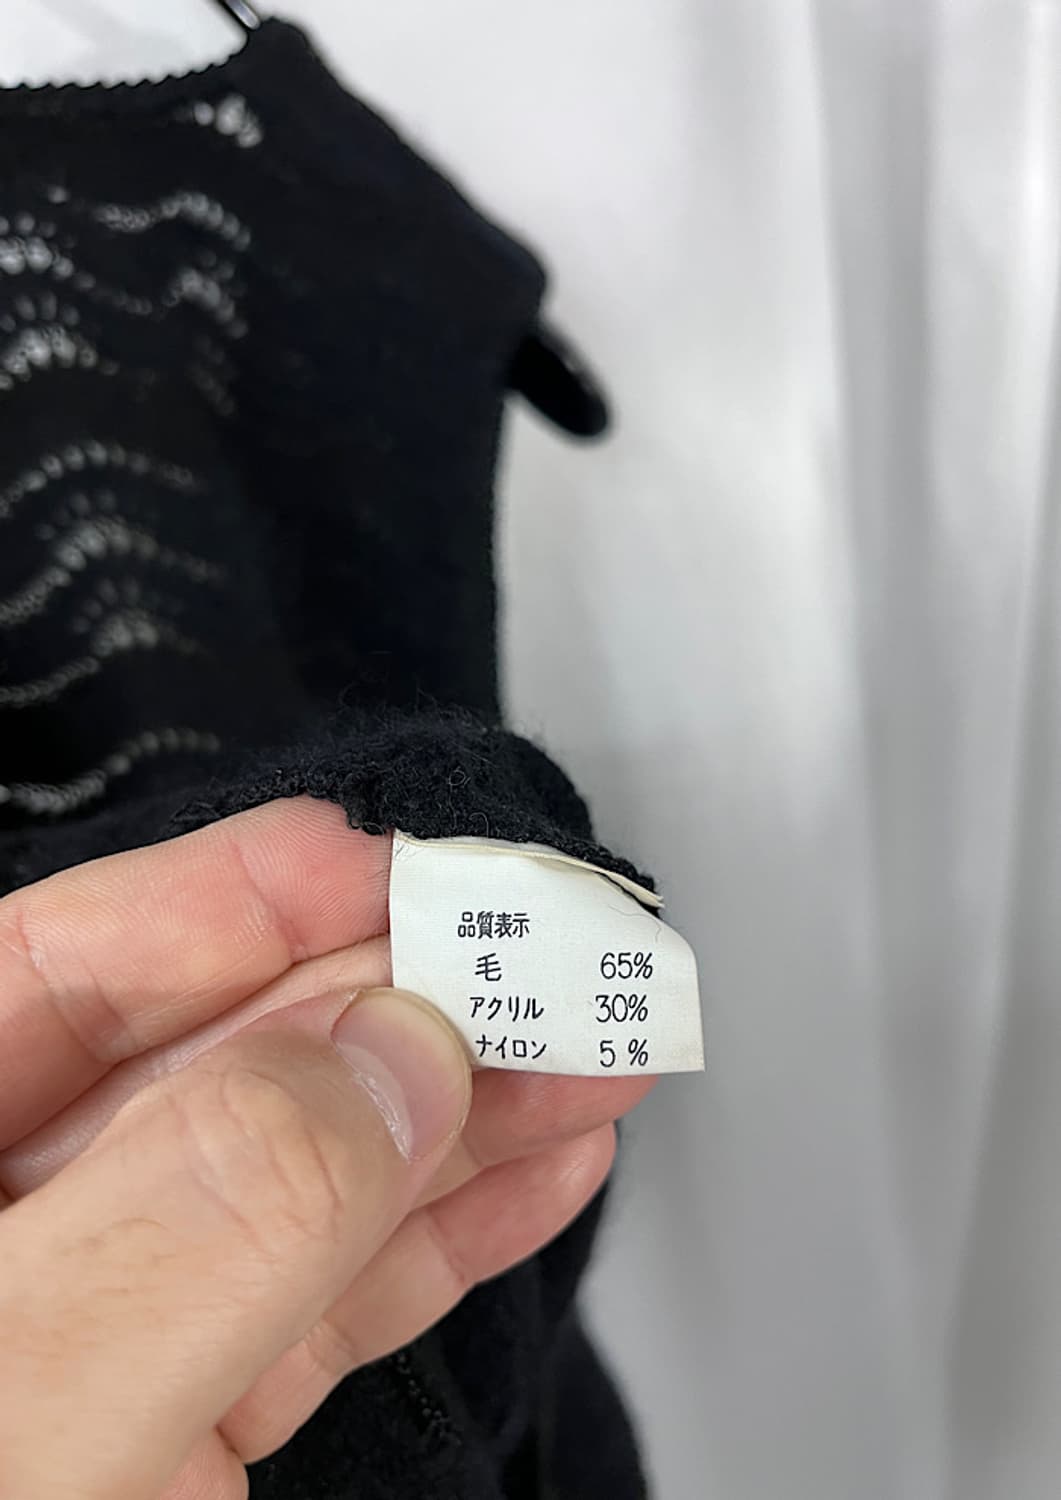 品質表示
毛 65%
アクリル 30%
ナイロン 5 %